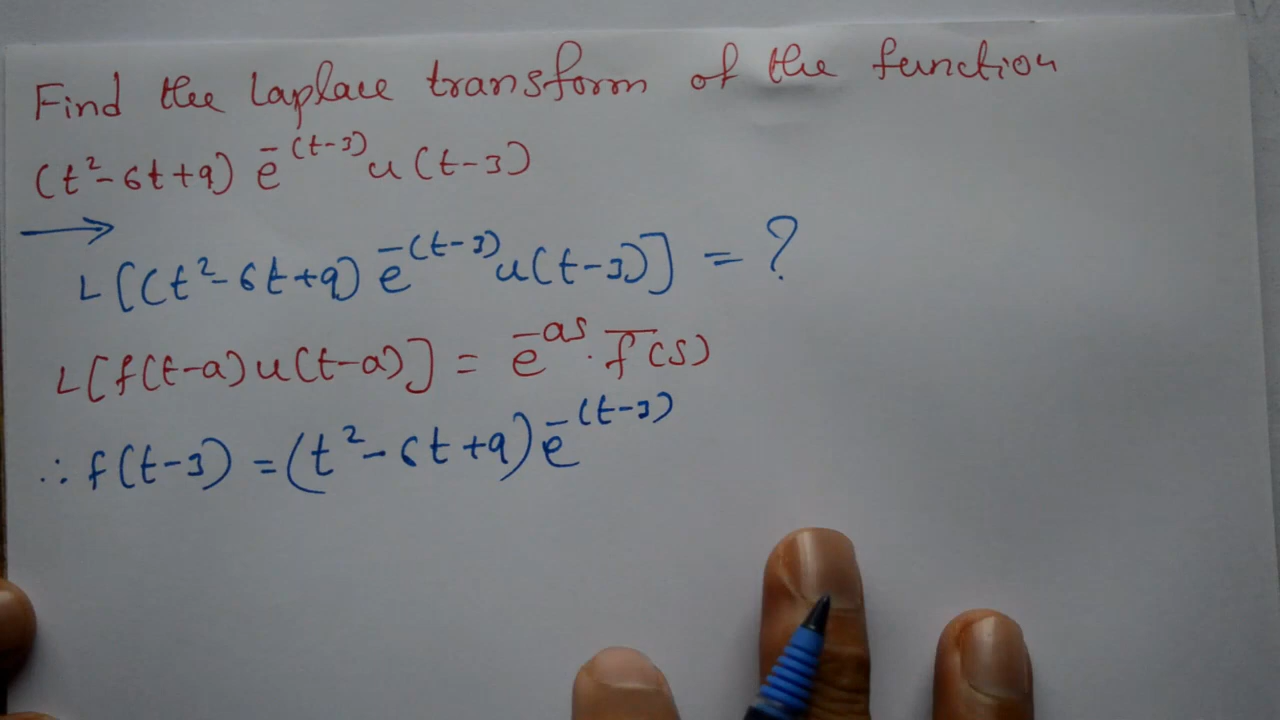 Find the Laplace transform of the function
(t²-6t+9) e^-(t-3) u(t-3)
→
L[(t²-6t+9) e^-(t-3) u(t-3)] = ?
L[f(t-a)u(t-a)] = e^-as · f̅(s)
∴ f(t-3) = (t²-6t+9) e^-(t-3)